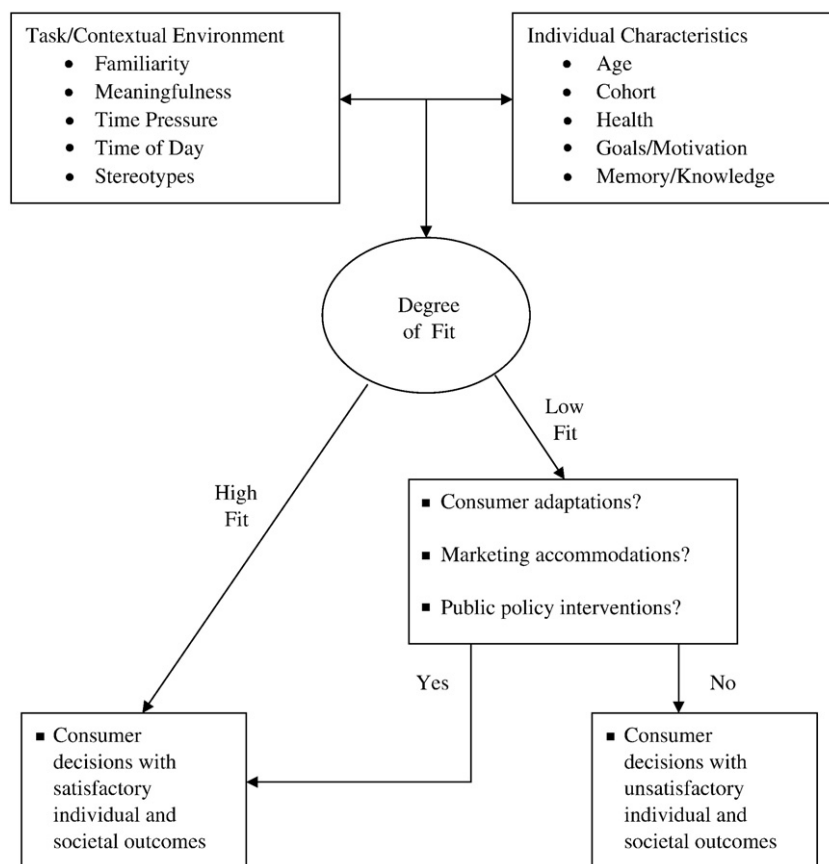 Task/Contextual Environment
• Familiarity
• Meaningfulness
• Time Pressure
• Time of Day
• Stereotypes
Individual Characteristics
• Age
• Cohort
• Health
• Goals/Motivation
• Memory/Knowledge
Degree
of Fit
High
Fit
Low
Fit
▪ Consumer adaptations?
▪ Marketing accommodations?
▪ Public policy interventions?
Yes
No
▪ Consumer
decisions with
satisfactory
individual and
societal outcomes
▪ Consumer
decisions with
unsatisfactory
individual and
societal outcomes